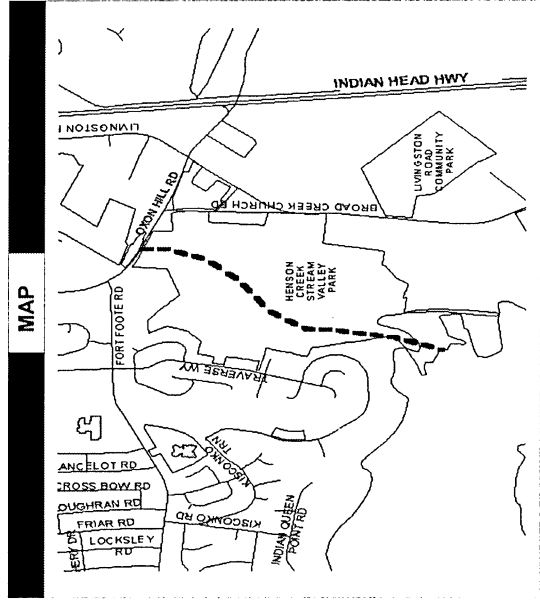 MAP
INDIAN HEAD HWY
LIVINGSTON
OXON HILL RD
BROAD CREEK CHURCH RD
LIVINGSTON
ROAD
COMMUNITY
PARK
HENSON
CREEK
STREAM
VALLEY
PARK
FORT FOOTE RD
TRAVERSE WY
KISCONKO
TRN
ANCELOT RD
CROSS BOW RD
OUGHRAN RD
FRIAR RD
LOCKSLEY
RD
ERY DR
KISCONKO RD
INDIAN QUEEN
POINT RD